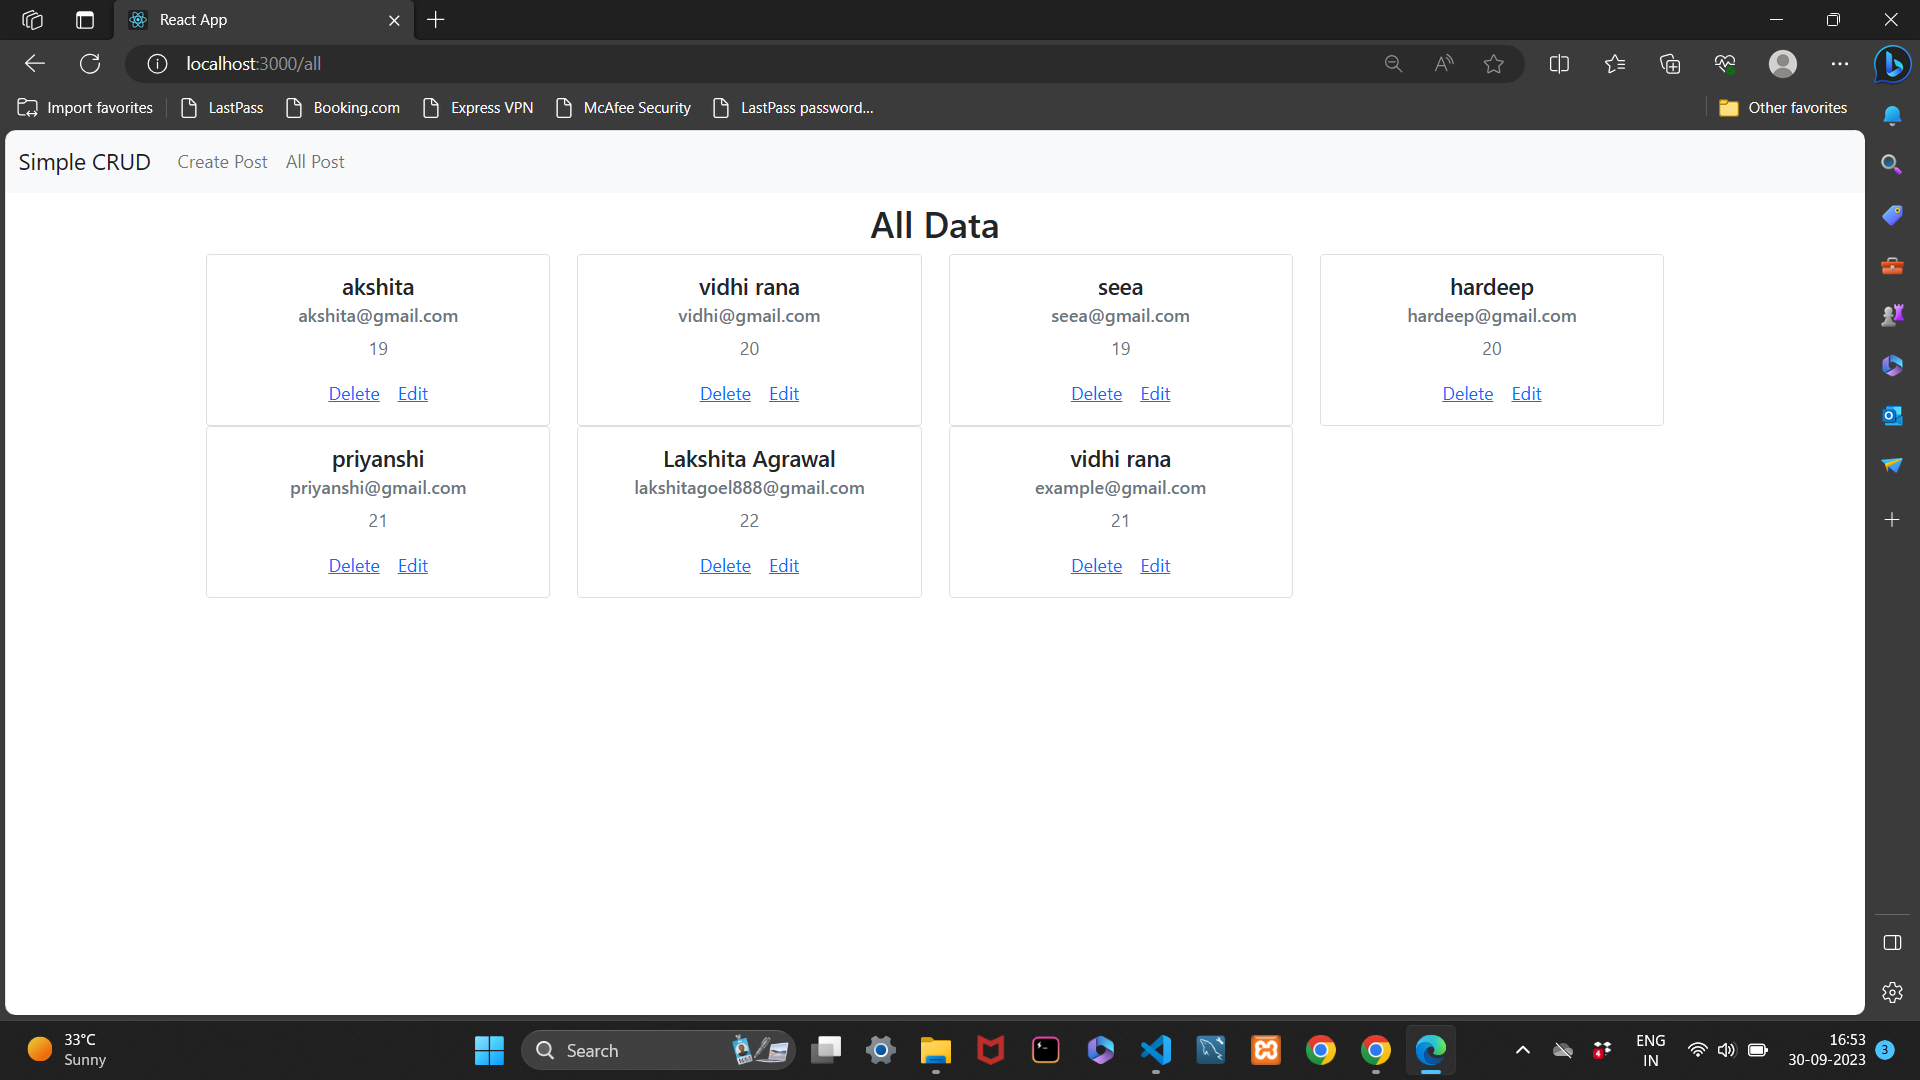 React App
localhost:3000/all
Import favorites LastPass Booking.com Express VPN McAfee Security LastPass password... Other favorites
Simple CRUD Create Post All Post
All Data
akshita
akshita@gmail.com
19
Delete Edit
vidhi rana
vidhi@gmail.com
20
Delete Edit
seea
seea@gmail.com
19
Delete Edit
hardeep
hardeep@gmail.com
20
Delete Edit
priyanshi
priyanshi@gmail.com
21
Delete Edit
Lakshita Agrawal
lakshitagoel888@gmail.com
22
Delete Edit
vidhi rana
example@gmail.com
21
Delete Edit
33°C
Sunny
Search
4
ENG
IN
16:53
30-09-2023
3